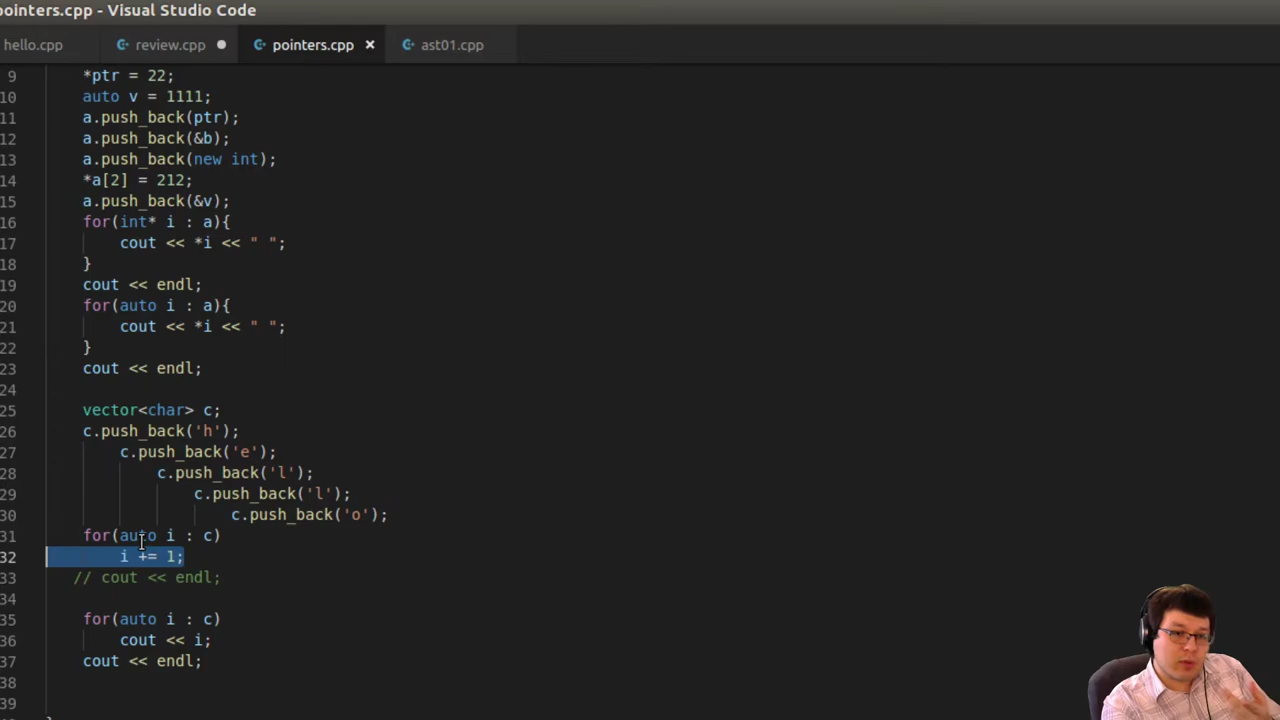 pointers.cpp - Visual Studio Code
hello.cpp review.cpp pointers.cpp ast01.cpp
9 *ptr = 22;
10 auto v = 1111;
11 a.push_back(ptr);
12 a.push_back(&b);
13 a.push_back(new int);
14 *a[2] = 212;
15 a.push_back(&v);
16 for(int* i : a){
17 cout << *i << " ";
18 }
19 cout << endl;
20 for(auto i : a){
21 cout << *i << " ";
22 }
23 cout << endl;
24
25 vector<char> c;
26 c.push_back('h');
27 c.push_back('e');
28 c.push_back('l');
29 c.push_back('l');
30 c.push_back('o');
31 for(auto i : c)
32 i += 1;
33 // cout << endl;
34
35 for(auto i : c)
36 cout << i;
37 cout << endl;
38
39